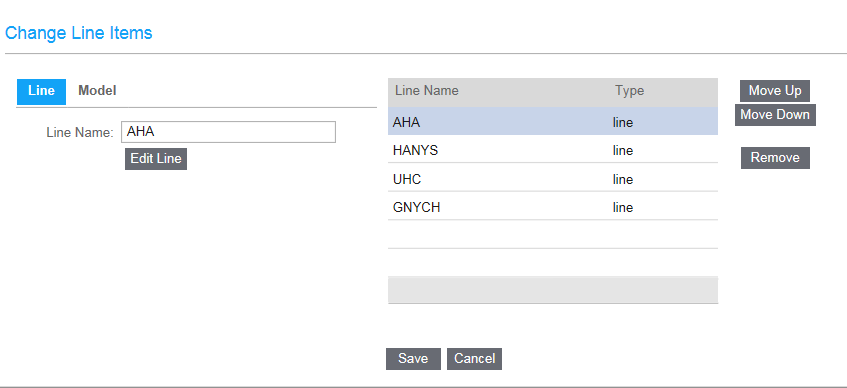 Change Line Items
Line Model
Line Name: AHA
Edit Line
Line Name Type
AHA line
HANYS line
UHC line
GNYCH line
Move Up
Move Down
Remove
Save Cancel